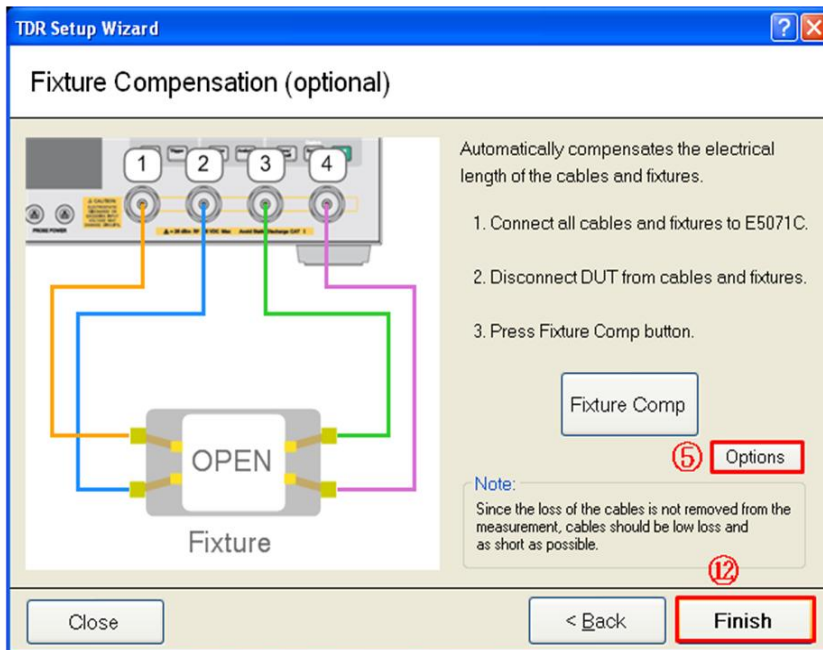 TDR Setup Wizard
Fixture Compensation (optional)
1 2 3 4
PROBE POWER
Automatically compensates the electrical
length of the cables and fixtures.
1. Connect all cables and fixtures to E5071C.
2. Disconnect DUT from cables and fixtures.
3. Press Fixture Comp button.
Fixture Comp
⑤ Options
OPEN
Fixture
Note:
Since the loss of the cables is not removed from the
measurement, cables should be low loss and
as short as possible.
⑫
Close
< Back
Finish